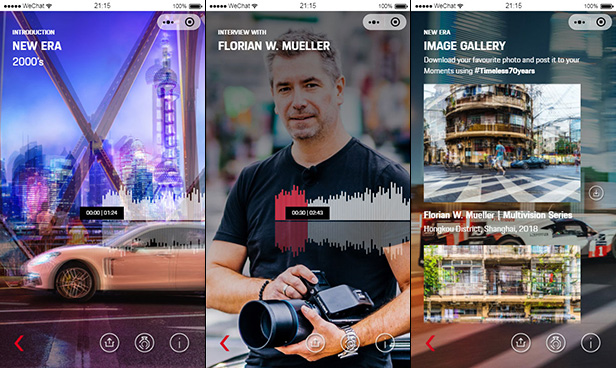 WeChat
21:15
100%
INTRODUCTION
NEW ERA
2000's
00:00 | 01:24
WeChat
21:15
100%
INTERVIEW WITH
FLORIAN W. MUELLER
00:00 | 02:43
WeChat
21:15
100%
NEW ERA
IMAGE GALLERY
Download your favourite photo and post it to your
Moments using #Timeless70years
Florian W. Mueller | Multivision Series
Hongkou District, Shanghai, 2018